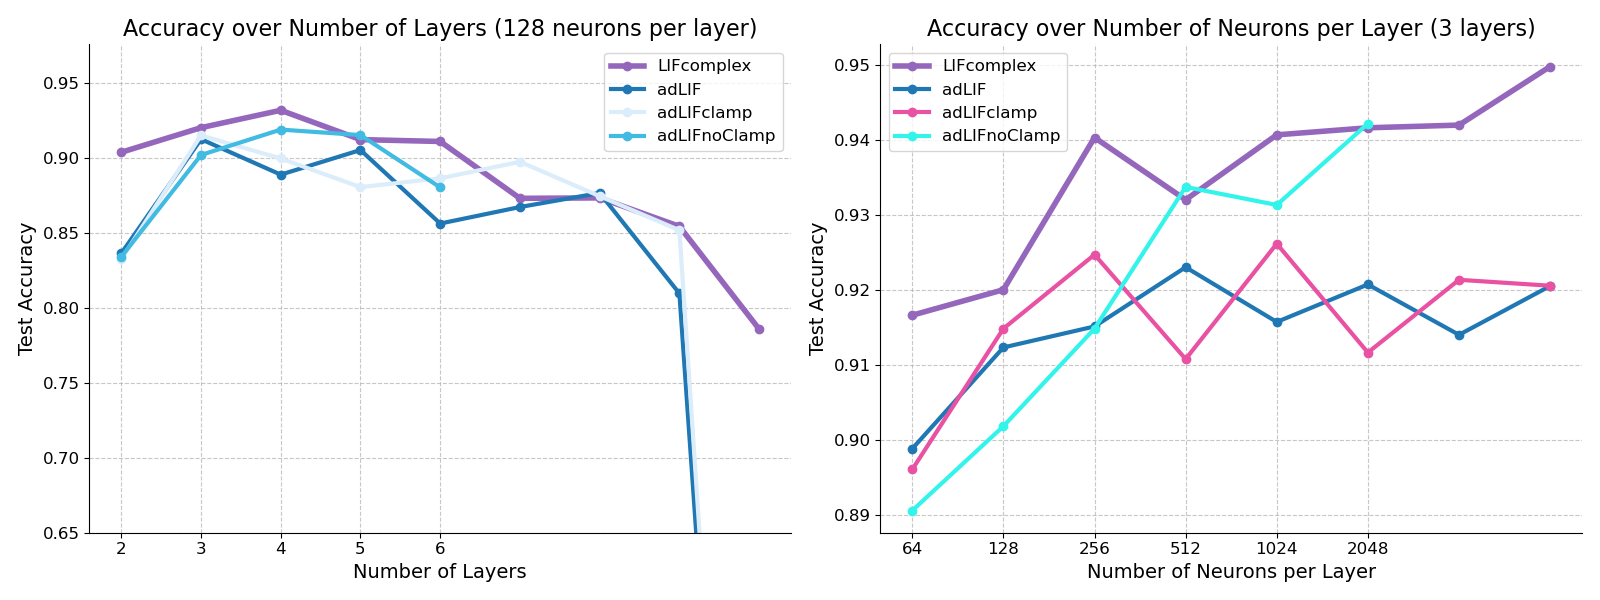 Accuracy over Number of Layers (128 neurons per layer)
LIFcomplex
adLIF
adLIFclamp
adLIFnoClamp
0.95
0.90
0.85
0.80
0.75
0.70
0.65
Test Accuracy
2 3 4 5 6
Number of Layers
Accuracy over Number of Neurons per Layer (3 layers)
LIFcomplex
adLIF
adLIFclamp
adLIFnoClamp
0.95
0.94
0.93
0.92
0.91
0.90
0.89
Test Accuracy
64 128 256 512 1024 2048
Number of Neurons per Layer